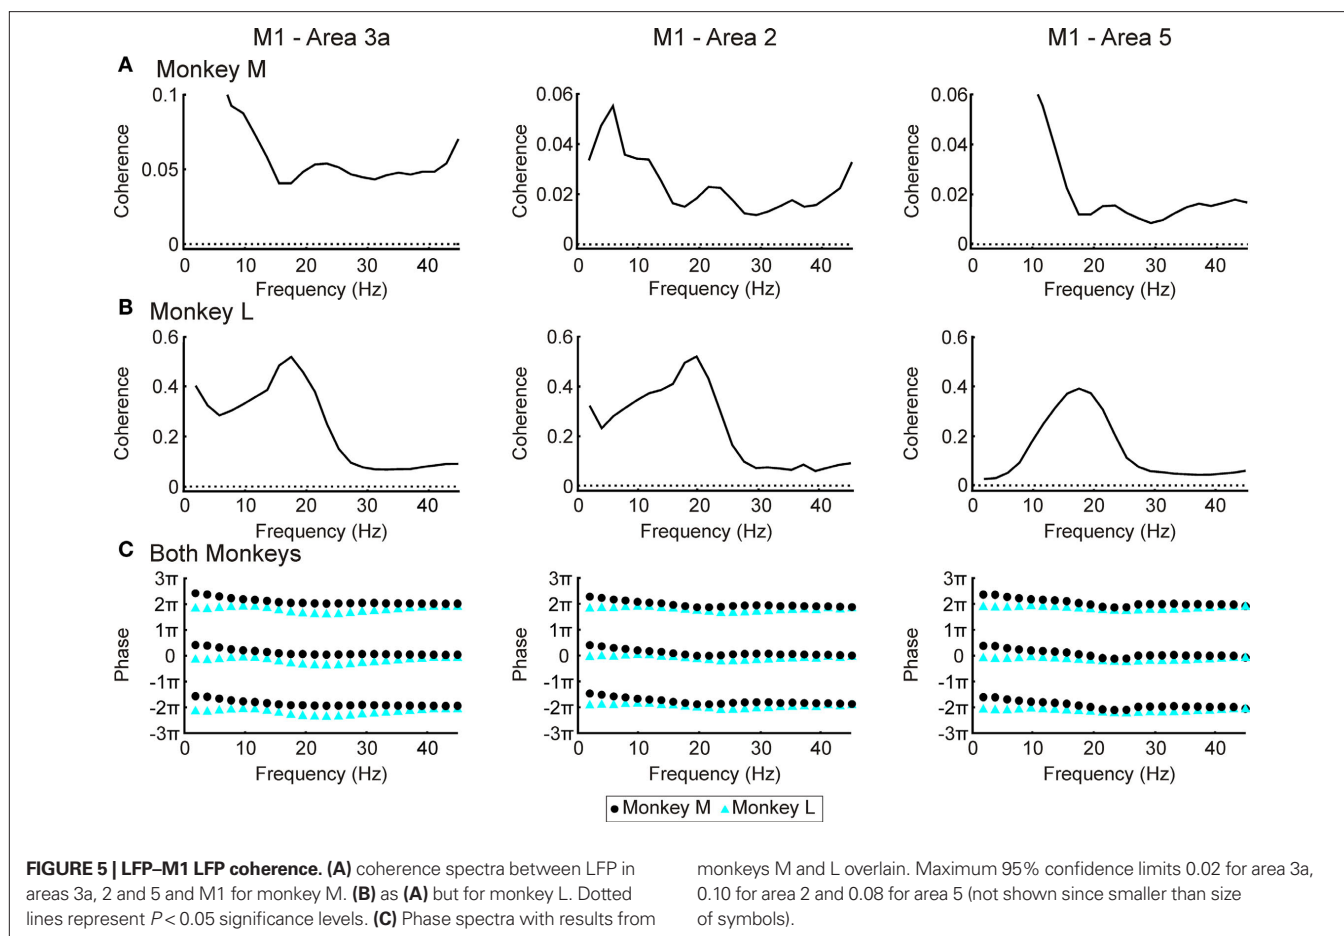 M1 - Area 3a
M1 - Area 2
M1 - Area 5
A Monkey M
Coherence
0.1
0.05
0
0 10 20 30 40
Frequency (Hz)
Coherence
0.06
0.04
0.02
0
0 10 20 30 40
Frequency (Hz)
Coherence
0.06
0.04
0.02
0
0 10 20 30 40
Frequency (Hz)
B Monkey L
Coherence
0.6
0.4
0.2
0
0 10 20 30 40
Frequency (Hz)
Coherence
0.6
0.4
0.2
0
0 10 20 30 40
Frequency (Hz)
Coherence
0.6
0.4
0.2
0
0 10 20 30 40
Frequency (Hz)
C Both Monkeys
Phase
3π
2π
1π
0
-1π
-2π
-3π
0 10 20 30 40
Frequency (Hz)
Phase
3π
2π
1π
0
-1π
-2π
-3π
0 10 20 30 40
Frequency (Hz)
Phase
3π
2π
1π
0
-1π
-2π
-3π
0 10 20 30 40
Frequency (Hz)
Monkey M Monkey L
FIGURE 5 | LFP–M1 LFP coherence. (A) coherence spectra between LFP in
areas 3a, 2 and 5 and M1 for monkey M. (B) as (A) but for monkey L. Dotted
lines represent P < 0.05 significance levels. (C) Phase spectra with results from
monkeys M and L overlain. Maximum 95% confidence limits 0.02 for area 3a,
0.10 for area 2 and 0.08 for area 5 (not shown since smaller than size
of symbols).